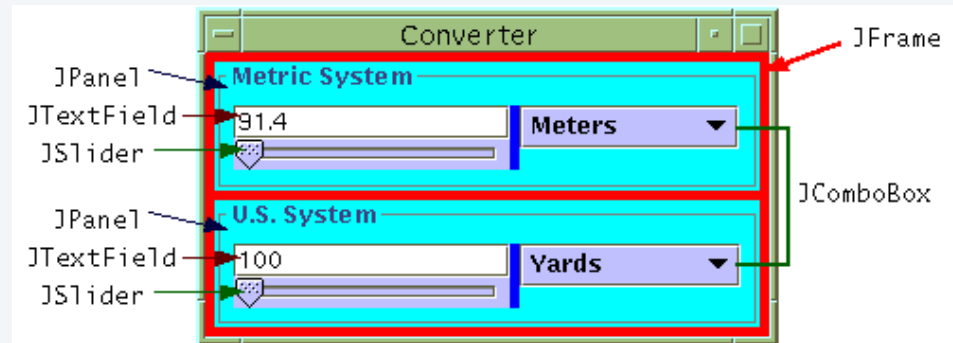 Converter
JFrame
JPanel
Metric System
JTextField
91.4
Meters
JSlider
JComboBox
JPanel
U.S. System
JTextField
100
Yards
JSlider